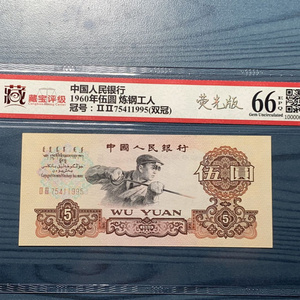 藏宝评级
中国人民银行
1960年伍圆 炼钢工人
冠号：ⅡⅡ75411995(双冠)
荧光版
66 EPQ
Gem Uncirculated
中国人民银行
伍圆
ⅡⅡ 75411995
5
WU YUAN
5